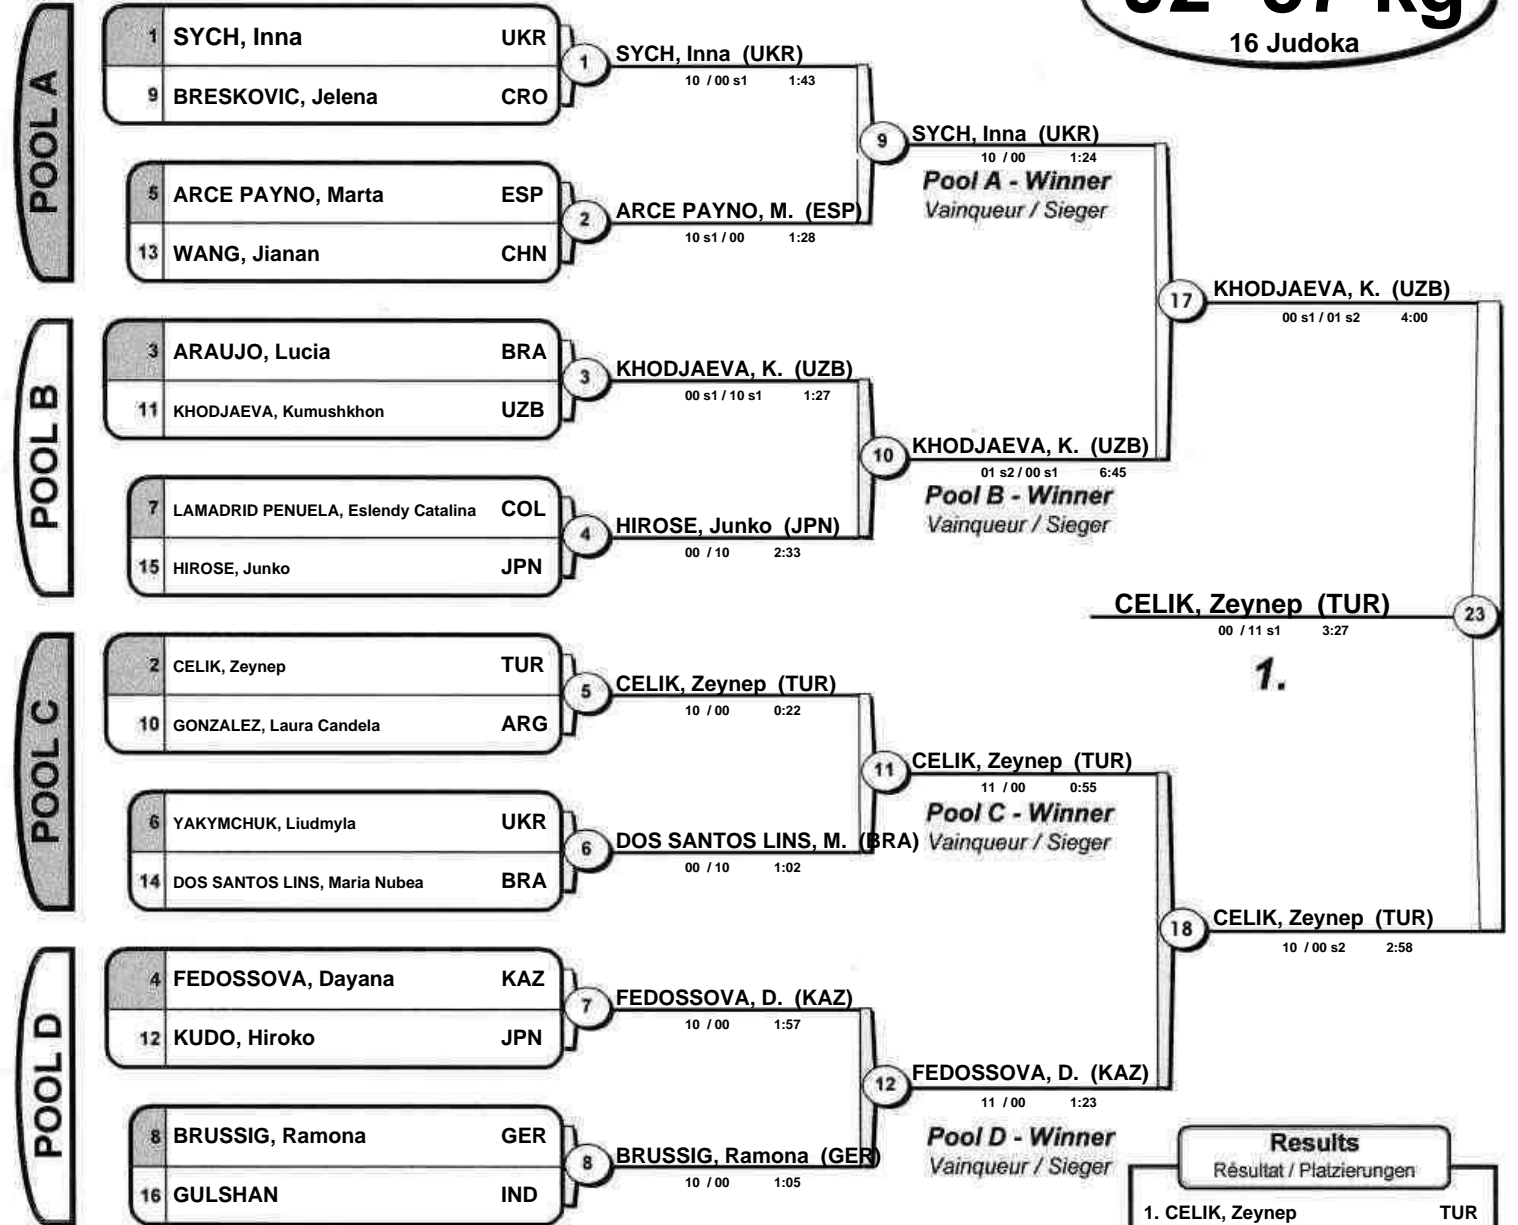 16 Judoka
POOL A
1 SYCH, Inna UKR
9 BRESKOVIC, Jelena CRO
1
SYCH, Inna (UKR)
10 / 00 s1 1:43
5 ARCE PAYNO, Marta ESP
13 WANG, Jianan CHN
2
ARCE PAYNO, M. (ESP)
10 s1 / 00 1:28
9
SYCH, Inna (UKR)
10 / 00 1:24
Pool A - Winner
Vainqueur / Sieger
POOL B
3 ARAUJO, Lucia BRA
11 KHODJAEVA, Kumushkhon UZB
3
KHODJAEVA, K. (UZB)
00 s1 / 10 s1 1:27
7 LAMADRID PENUELA, Eslendy Catalina COL
15 HIROSE, Junko JPN
4
HIROSE, Junko (JPN)
00 / 10 2:33
10
KHODJAEVA, K. (UZB)
01 s2 / 00 s1 6:45
Pool B - Winner
Vainqueur / Sieger
17
KHODJAEVA, K. (UZB)
00 s1 / 01 s2 4:00
CELIK, Zeynep (TUR)
23
00 / 11 s1 3:27
1.
POOL C
2 CELIK, Zeynep TUR
10 GONZALEZ, Laura Candela ARG
5
CELIK, Zeynep (TUR)
10 / 00 0:22
6 YAKYMCHUK, Liudmyla UKR
14 DOS SANTOS LINS, Maria Nubea BRA
6
DOS SANTOS LINS, M. (BRA)
00 / 10 1:02
11
CELIK, Zeynep (TUR)
11 / 00 0:55
Pool C - Winner
Vainqueur / Sieger
18
CELIK, Zeynep (TUR)
10 / 00 s2 2:58
POOL D
4 FEDOSSOVA, Dayana KAZ
12 KUDO, Hiroko JPN
7
FEDOSSOVA, D. (KAZ)
10 / 00 1:57
8 BRUSSIG, Ramona GER
16 GULSHAN IND
8
BRUSSIG, Ramona (GER)
10 / 00 1:05
12
FEDOSSOVA, D. (KAZ)
11 / 00 1:23
Pool D - Winner
Vainqueur / Sieger
Results
Résultat / Platzierungen
1. CELIK, Zeynep TUR